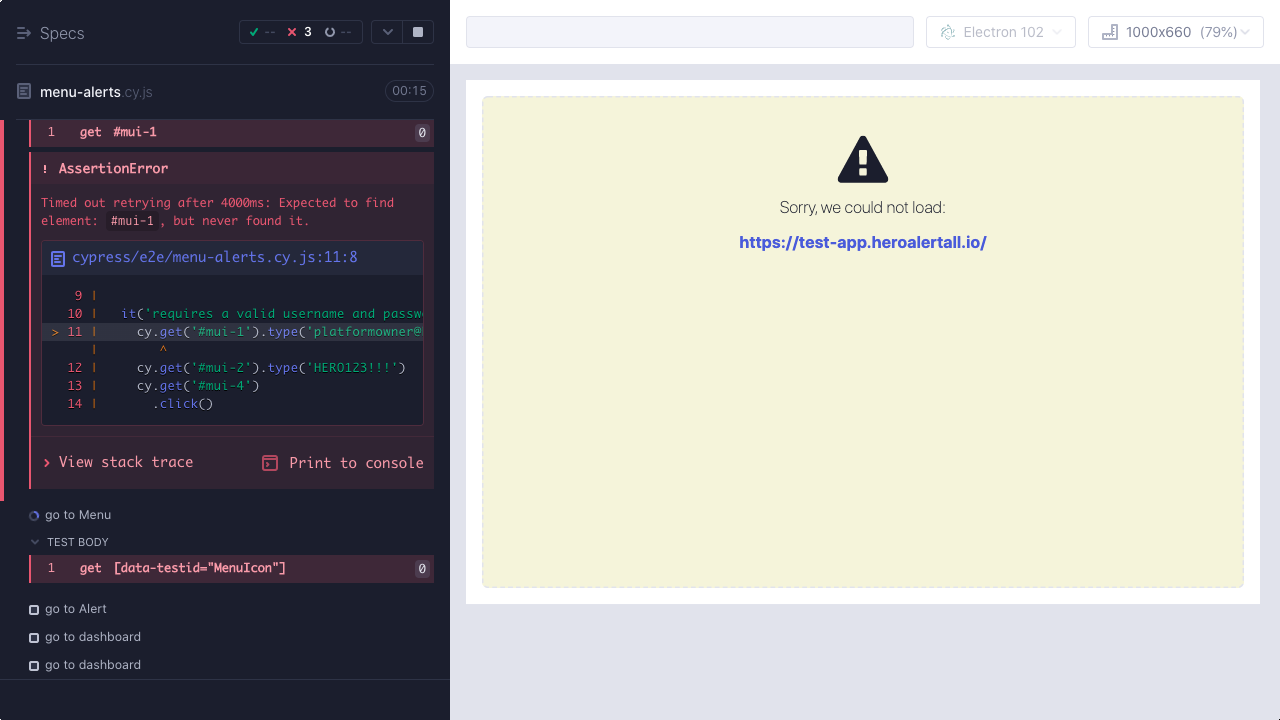 Specs
-- 3 --
menu-alerts.cy.js 00:15
1 get #mui-1 0
! AssertionError
Timed out retrying after 4000ms: Expected to find
element: #mui-1, but never found it.
cypress/e2e/menu-alerts.cy.js:11:8
9 |
10 | it('requires a valid username and passw
> 11 | cy.get('#mui-1').type('platformowner@
| ^
12 | cy.get('#mui-2').type('HERO123!!!')
13 | cy.get('#mui-4')
14 | .click()
View stack trace
Print to console
go to Menu
TEST BODY
1 get [data-testid="MenuIcon"] 0
go to Alert
go to dashboard
go to dashboard
Electron 102
1000x660 (79%)
Sorry, we could not load:
https://test-app.heroalertall.io/